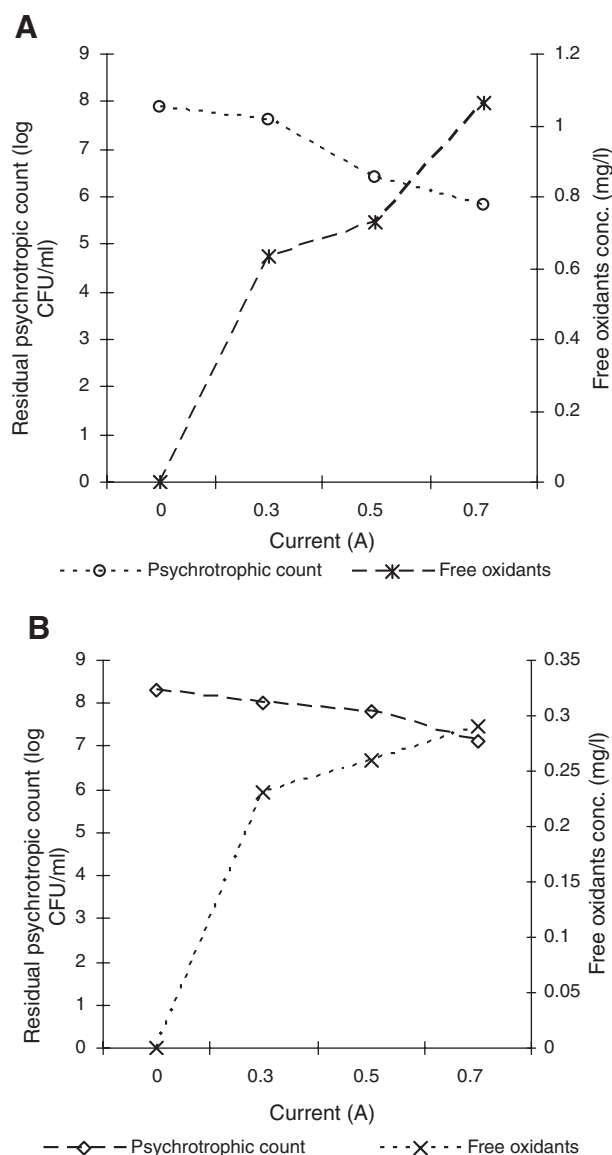 A
9
8
7
6
5
4
3
2
1
0
Residual psychrotropic count (log
CFU/ml)
1.2
1
0.8
0.6
0.4
0.2
0
Free oxidants conc. (mg/l)
0 0.3 0.5 0.7
Current (A)
Psychrotrophic count Free oxidants
B
9
8
7
6
5
4
3
2
1
0
Residual psychrotropic count (log
CFU/ml)
0.35
0.3
0.25
0.2
0.15
0.1
0.05
0
Free oxidants conc. (mg/l)
0 0.3 0.5 0.7
Current (A)
Psychrotrophic count Free oxidants